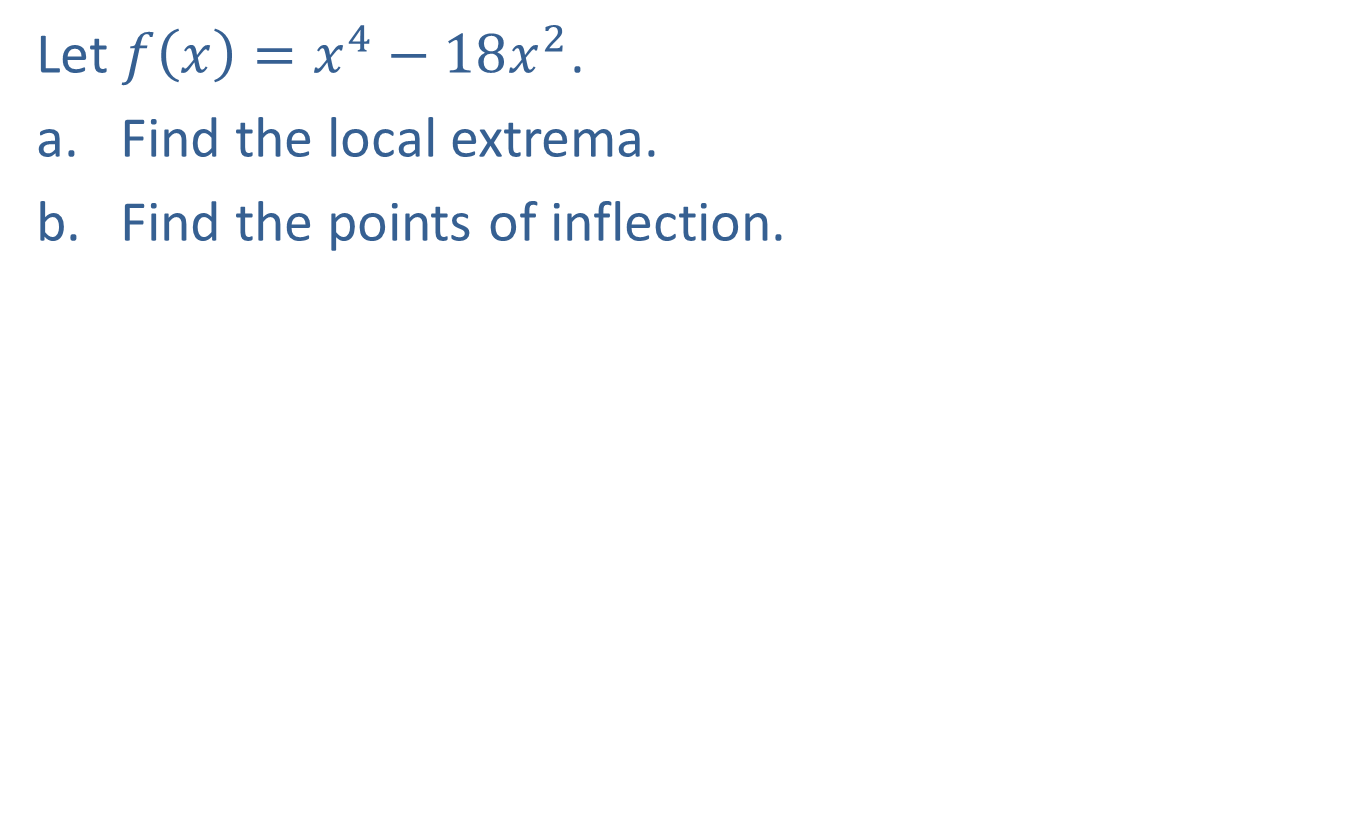 Let f(x) = x⁴ − 18x².
a. Find the local extrema.
b. Find the points of inflection.